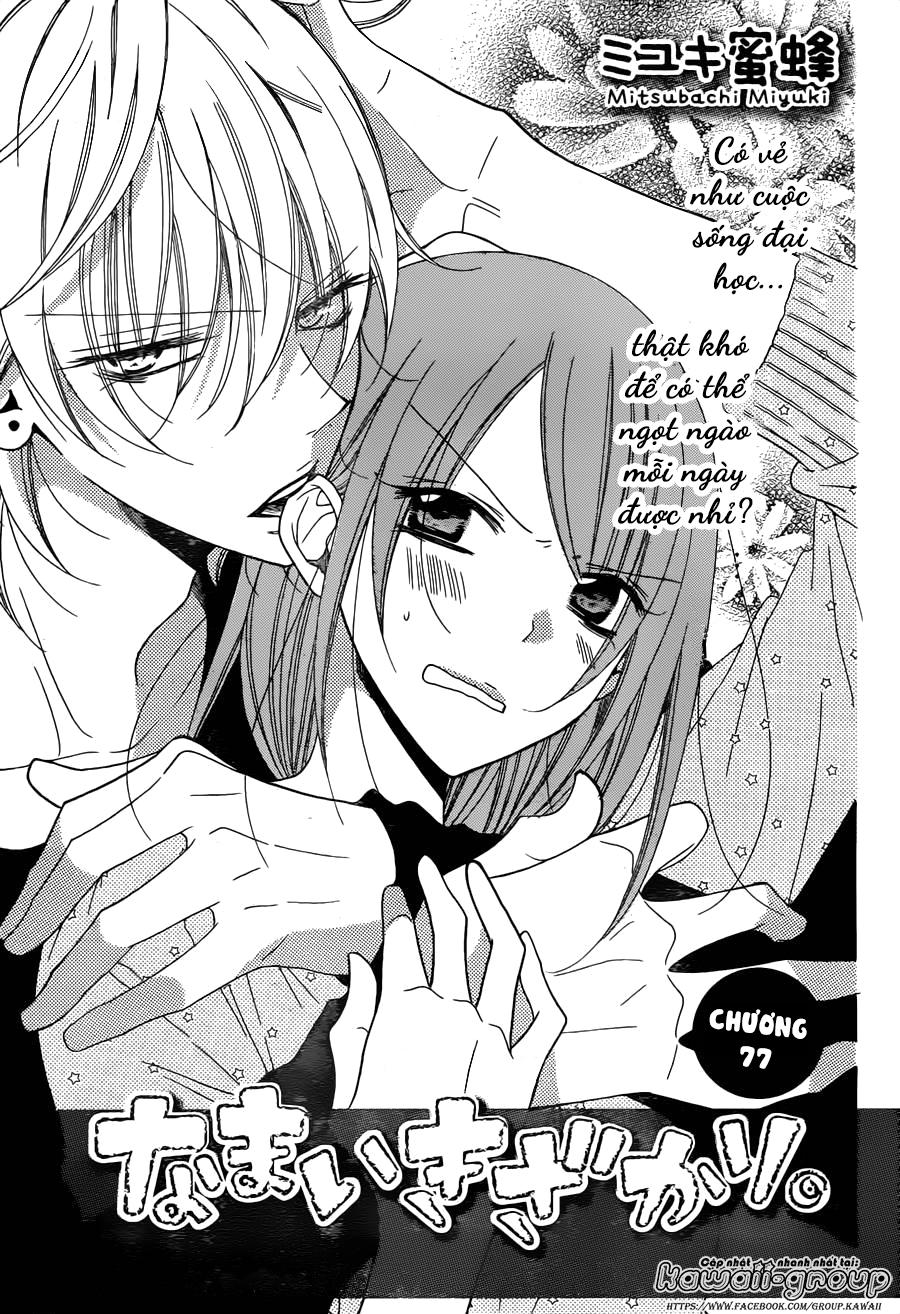 ミユキ蜜蜂
Mitsubachi Miyuki
Có vẻ
như cuộc
sống đại
học...
thật khó
để có thể
ngọt ngào
mỗi ngày
được nhỉ?
CHƯƠNG
77
なまいきざかり。
Cập nhật nhanh nhất tại:
kawaii-group
HTTPS://WWW.FACEBOOK.COM/GROUP.KAWAII